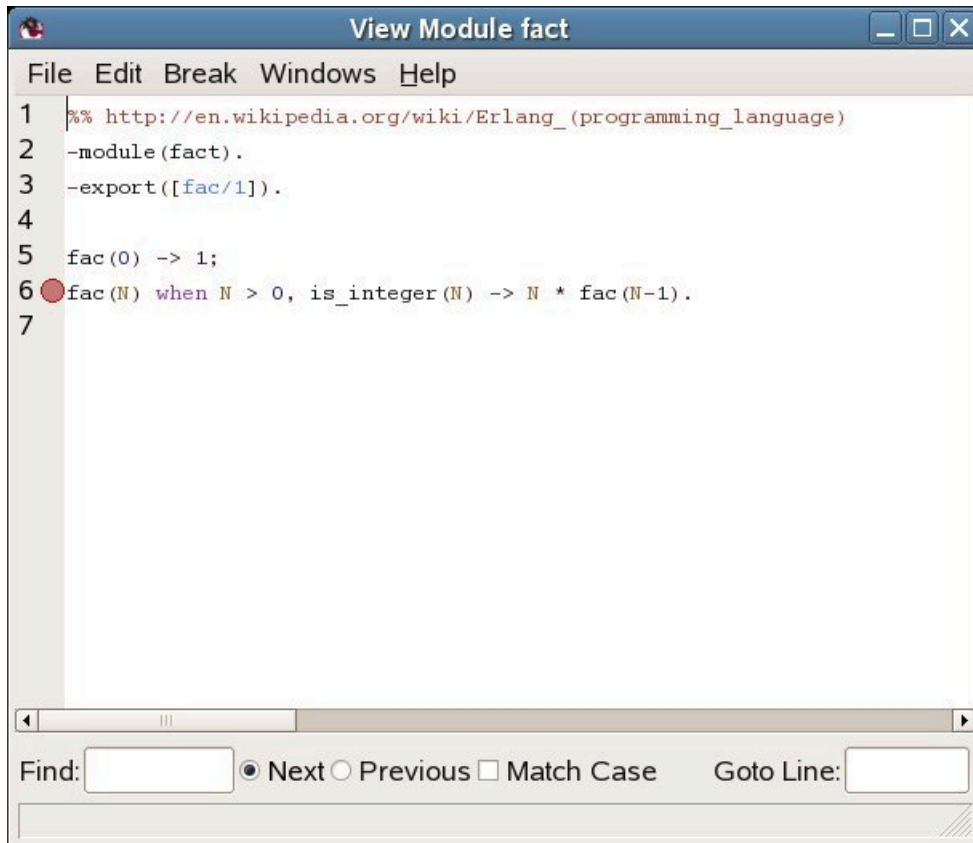 View Module fact
File Edit Break Windows Help
1 %% http://en.wikipedia.org/wiki/Erlang_(programming_language)
2 -module(fact).
3 -export([fac/1]).
4
5 fac(0) -> 1;
6 fac(N) when N > 0, is_integer(N) -> N * fac(N-1).
7
Find: Next Previous Match Case Goto Line: